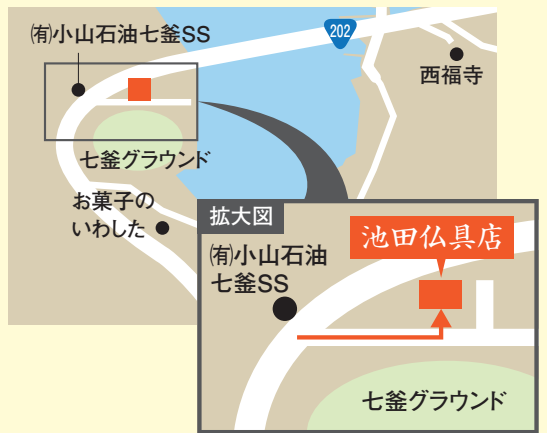 ㈲小山石油七釜SS
202
西福寺
七釜グラウンド
お菓子の
いわした
拡大図
池田仏具店
㈲小山石油
七釜SS
七釜グラウンド